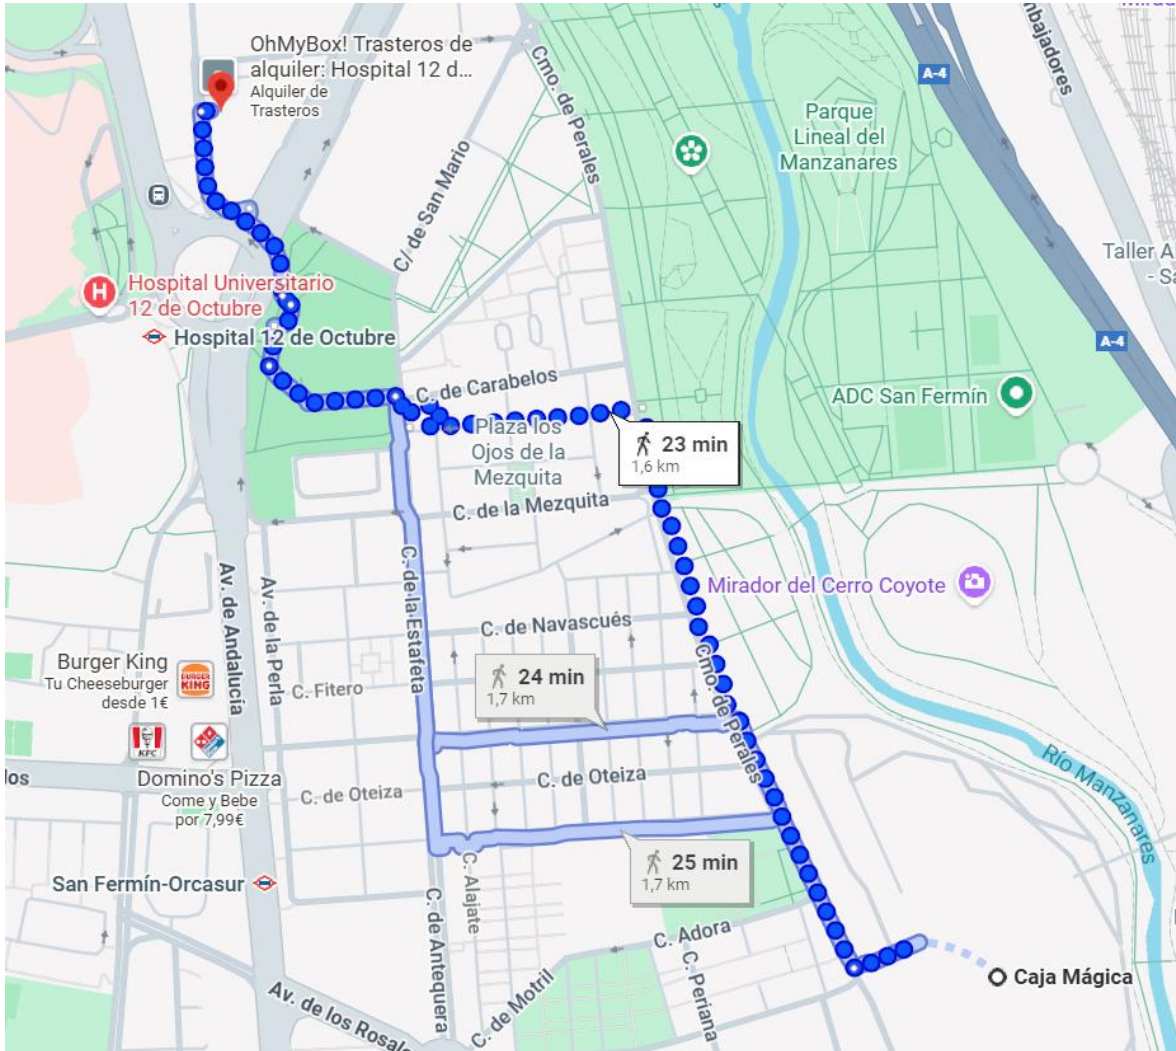 OhMyBox! Trasteros de
alquiler: Hospital 12 d...
Alquiler de
Trasteros
Cmo. de Perales
A-4
Parque
Lineal del
Manzanares
C/ de San Mario
Taller A
H
Hospital Universitario
12 de Octubre
Hospital 12 de Octubre
A-4
C. de Carabelos
ADC San Fermín
Plaza los
Ojos de la
Mezquita
23 min
1,6 km
C. de la Mezquita
C. de la Estafeta
Av. de Andalucía
Av. de la Perla
Mirador del Cerro Coyote
C. de Navascués
Burger King
Tu Cheeseburger
desde 1€
BURGER
KING
24 min
1,7 km
C. Fitero
Cmo. de Perales
KFC
Domino's Pizza
Come y Bebe
por 7,99€
C. de Oteiza
C. de Oteiza
Río Manzanares
25 min
1,7 km
San Fermín-Orcasur
C. Alajate
C. de Antequera
C. Adora
C. Periana
C. de Motril
Caja Mágica
Av. de los Rosale